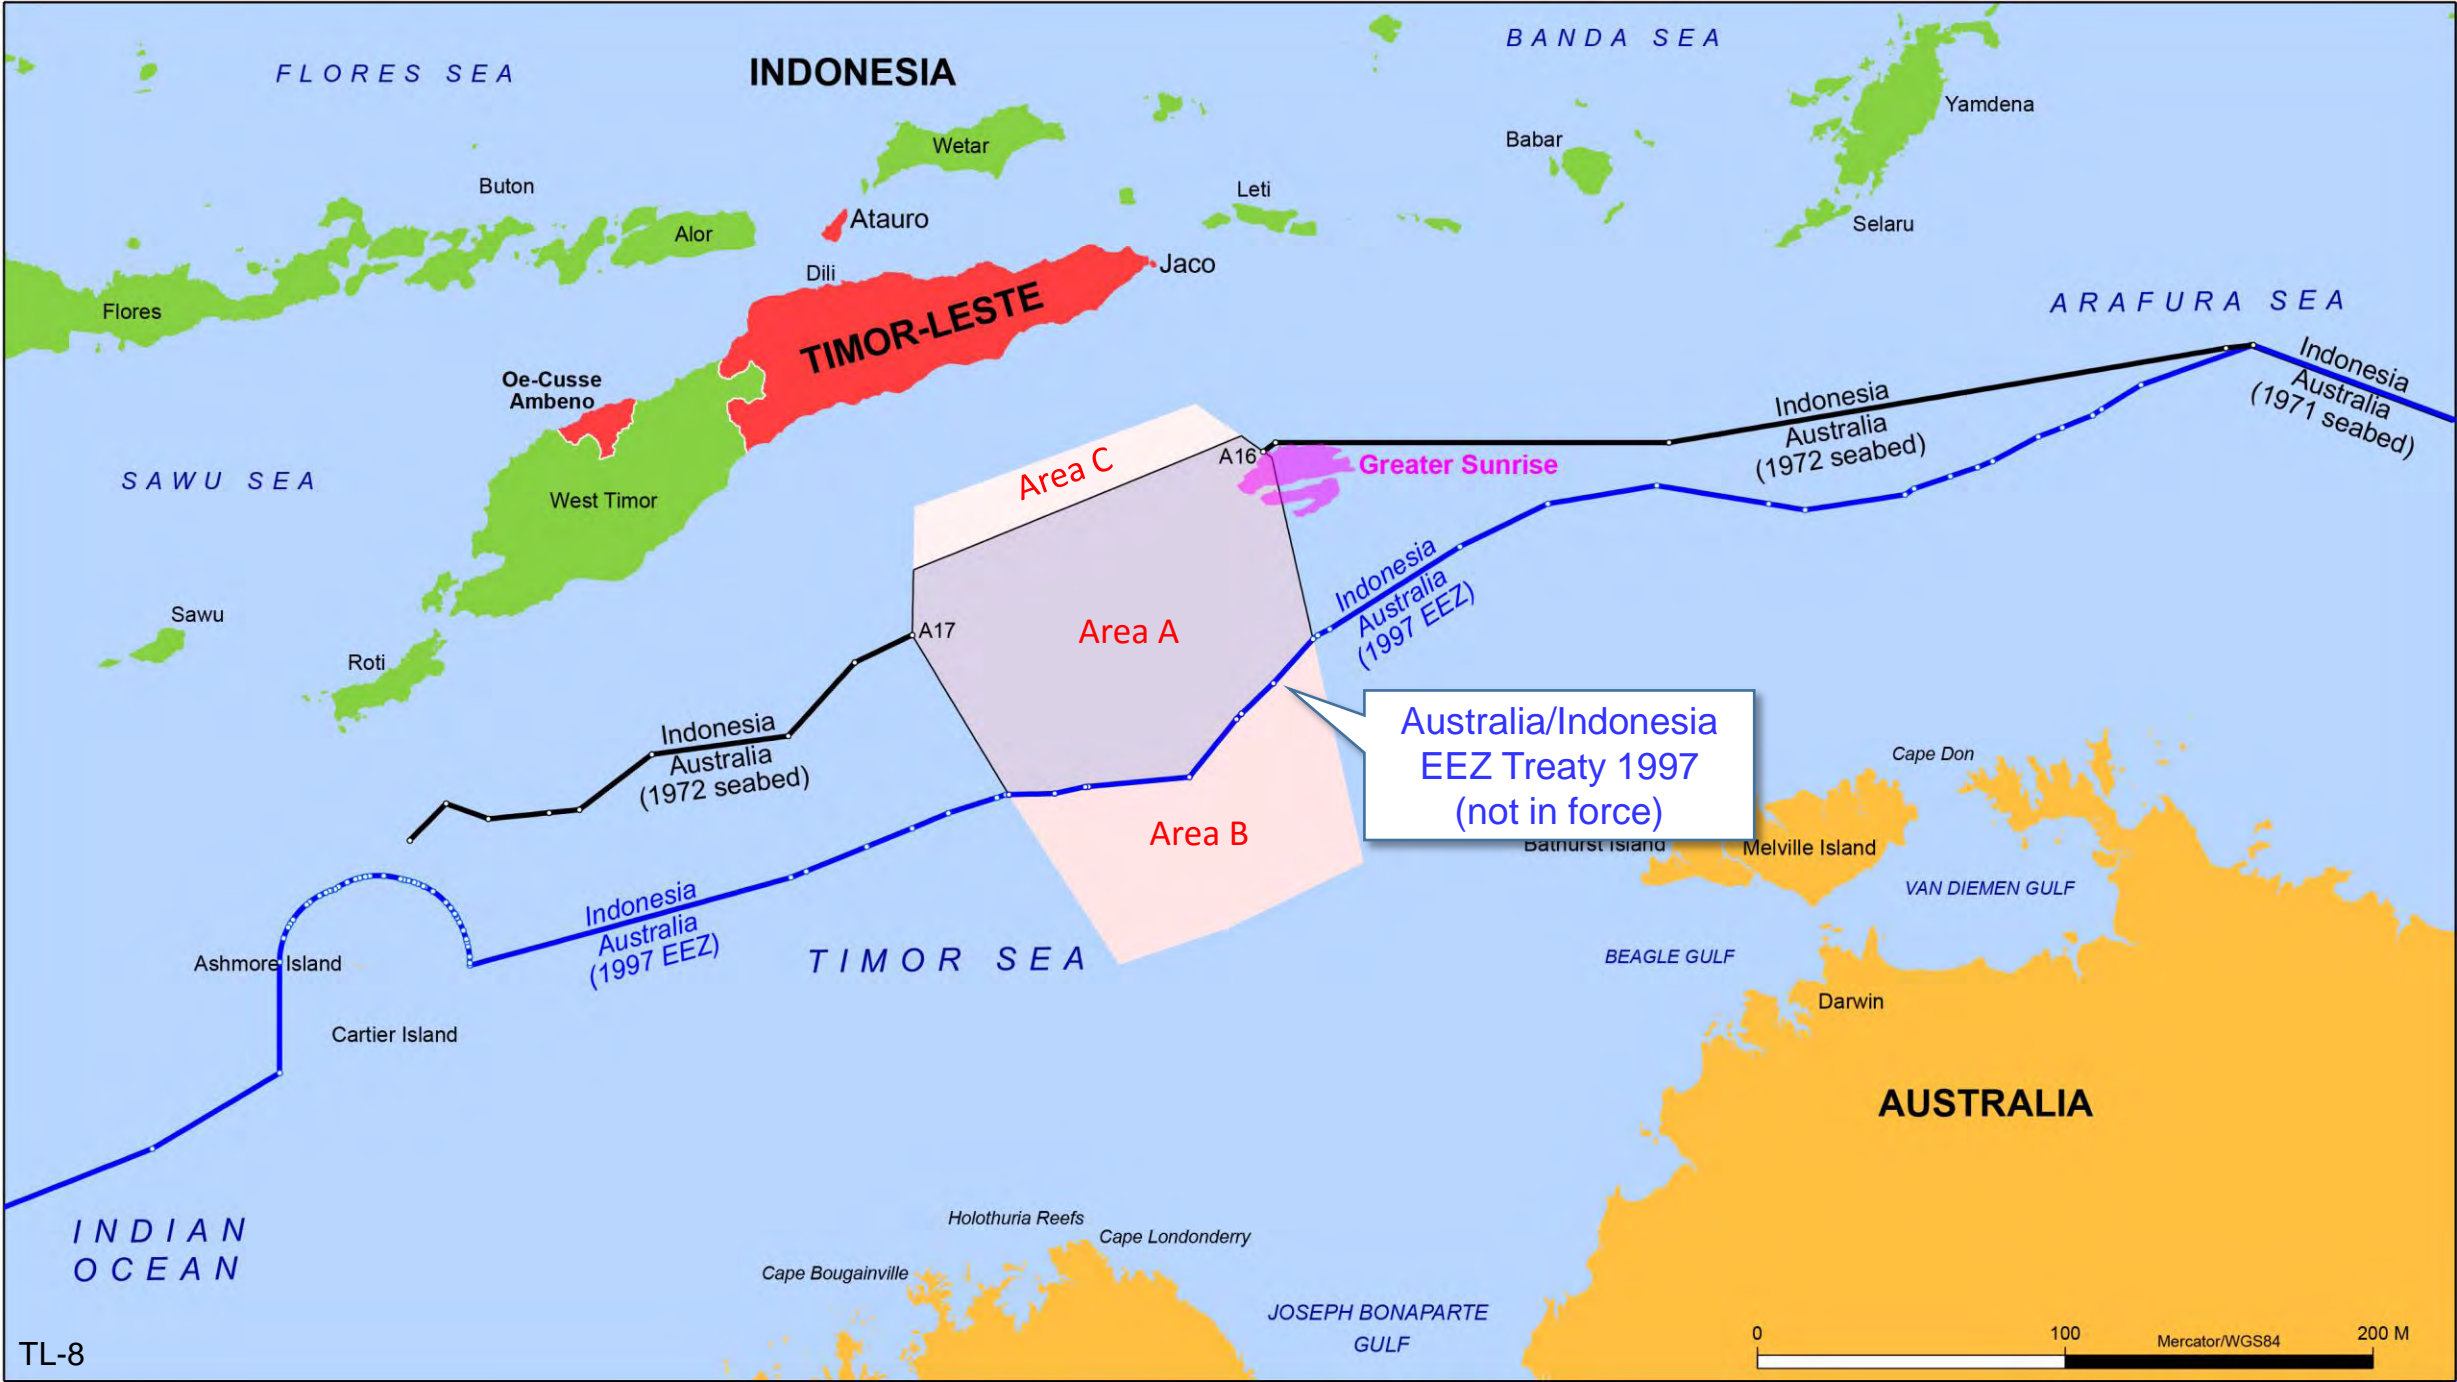 FLORES SEA
INDONESIA
BANDA SEA
Yamdena
Wetar
Babar
Buton
Leti
Atauro
Selaru
Alor
Dili
Jaco
Flores
TIMOR-LESTE
ARAFURA SEA
Indonesia
Australia
(1971 seabed)
Oe-Cusse
Ambeno
Indonesia
Australia
(1972 seabed)
A16
Greater Sunrise
Area C
SAWU SEA
West Timor
Indonesia
Australia
(1997 EEZ)
Sawu
A17
Area A
Roti
Indonesia
Australia
(1972 seabed)
Australia/Indonesia
EEZ Treaty 1997
(not in force)
Cape Don
Area B
Bathurst Island
Melville Island
VAN DIEMEN GULF
Indonesia
Australia
(1997 EEZ)
Ashmore Island
TIMOR SEA
BEAGLE GULF
Darwin
Cartier Island
AUSTRALIA
INDIAN
OCEAN
Holothuria Reefs
Cape Londonderry
Cape Bougainville
JOSEPH BONAPARTE
GULF
0 100 200 M
Mercator/WGS84
TL-8